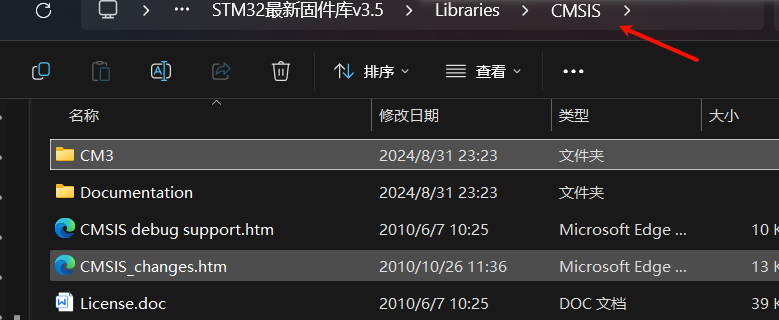 ··· STM32最新固件库v3.5 > Libraries > CMSIS >
排序 查看 ···
名称 修改日期 类型 大小
CM3 2024/8/31 23:23 文件夹
Documentation 2024/8/31 23:23 文件夹
CMSIS debug support.htm 2010/6/7 10:25 Microsoft Edge ... 10 K
CMSIS_changes.htm 2010/10/26 11:36 Microsoft Edge ... 13 K
License.doc 2010/6/7 10:25 DOC 文档 39 K